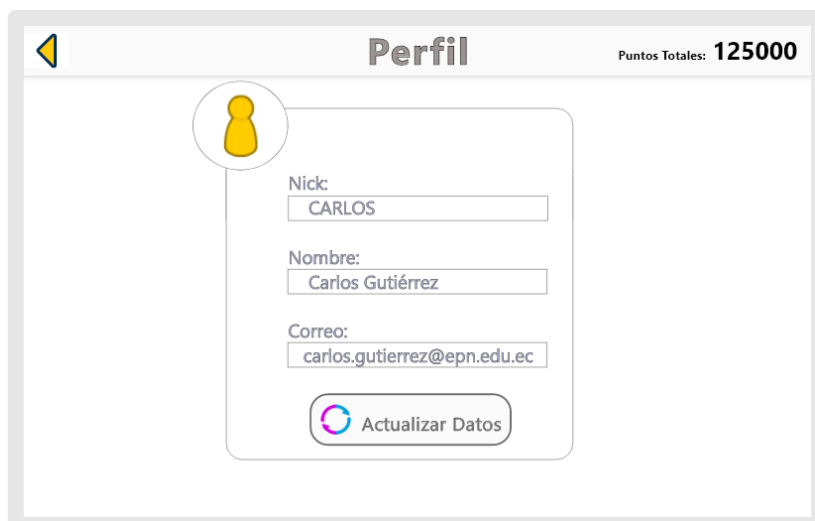 Perfil
Puntos Totales: 125000
Nick:
CARLOS
Nombre:
Carlos Gutiérrez
Correo:
carlos.gutierrez@epn.edu.ec
Actualizar Datos